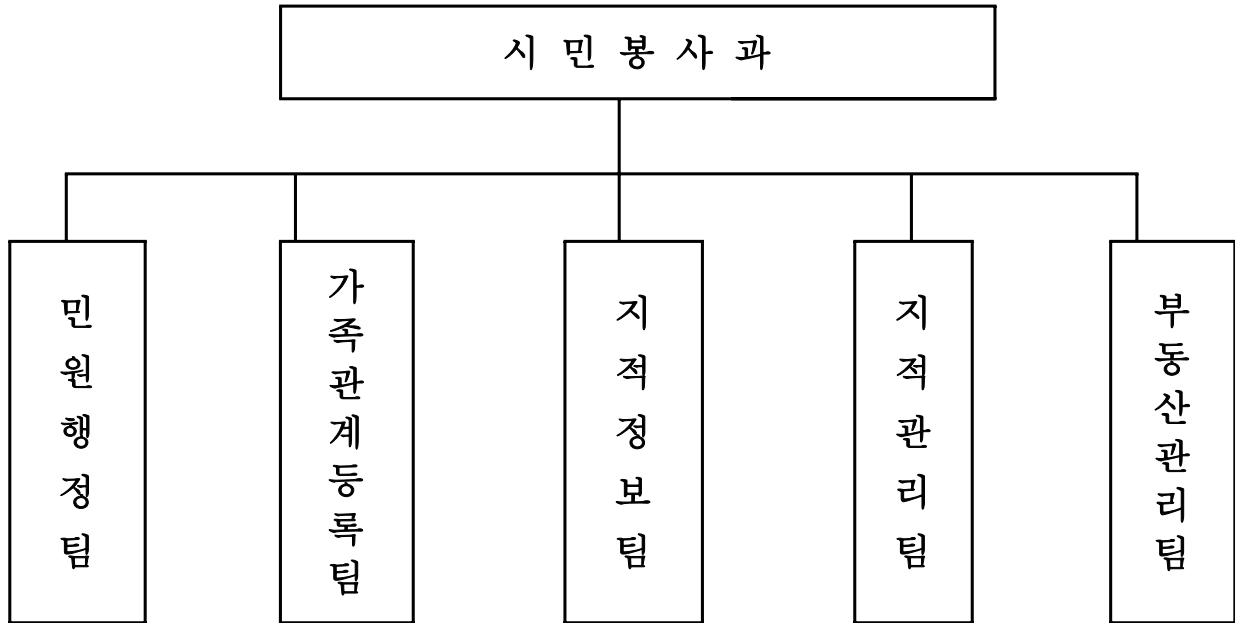 시민봉사과
민원행정팀
가족관계등록팀
지적정보팀
지적관리팀
부동산관리팀